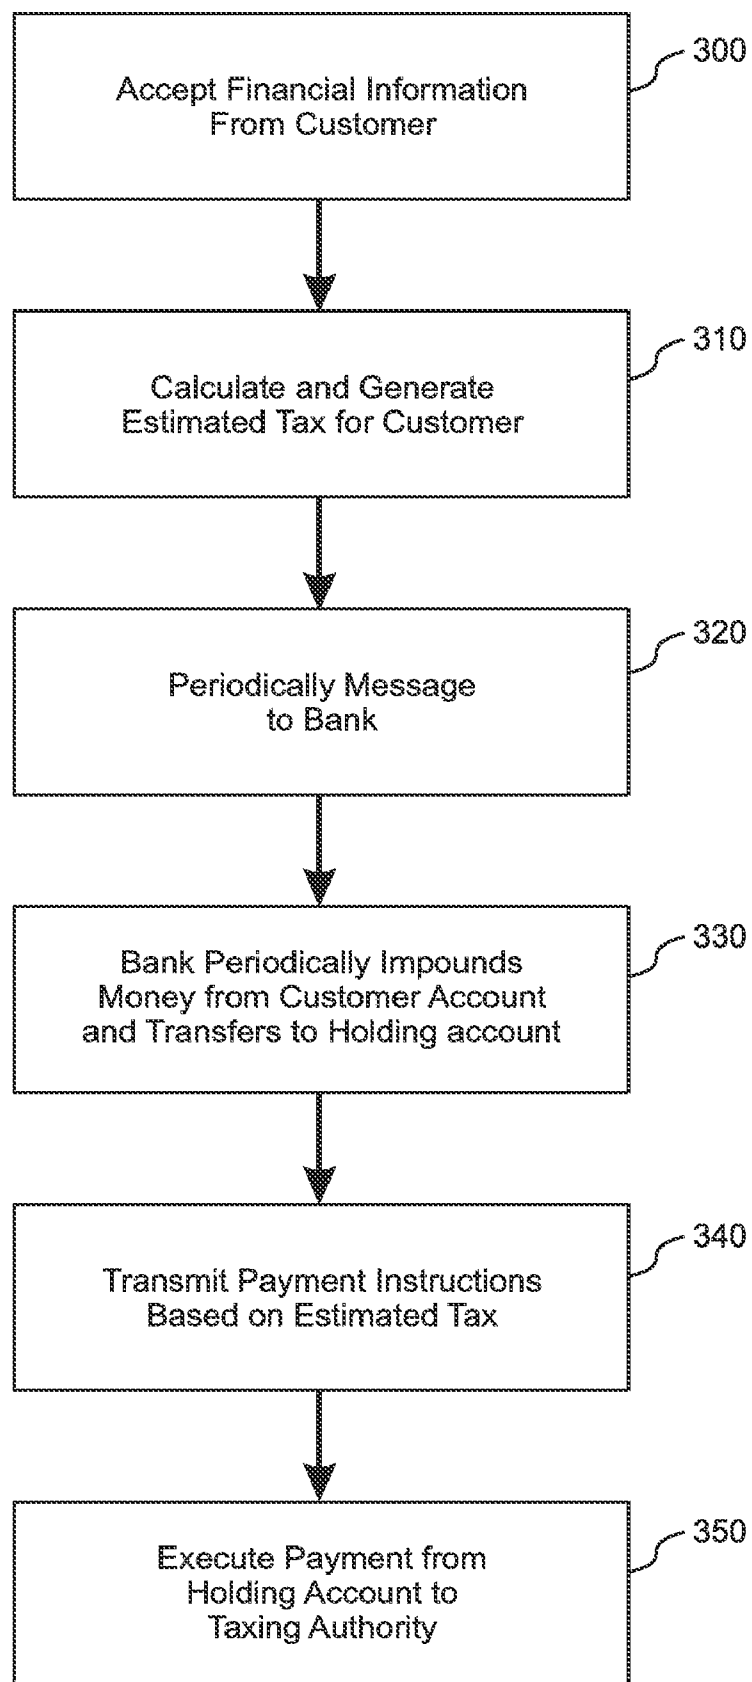 Accept Financial Information
From Customer
300
Calculate and Generate
Estimated Tax for Customer
310
Periodically Message
to Bank
320
Bank Periodically Impounds
Money from Customer Account
and Transfers to Holding account
330
Transmit Payment Instructions
Based on Estimated Tax
340
Execute Payment from
Holding Account to
Taxing Authority
350